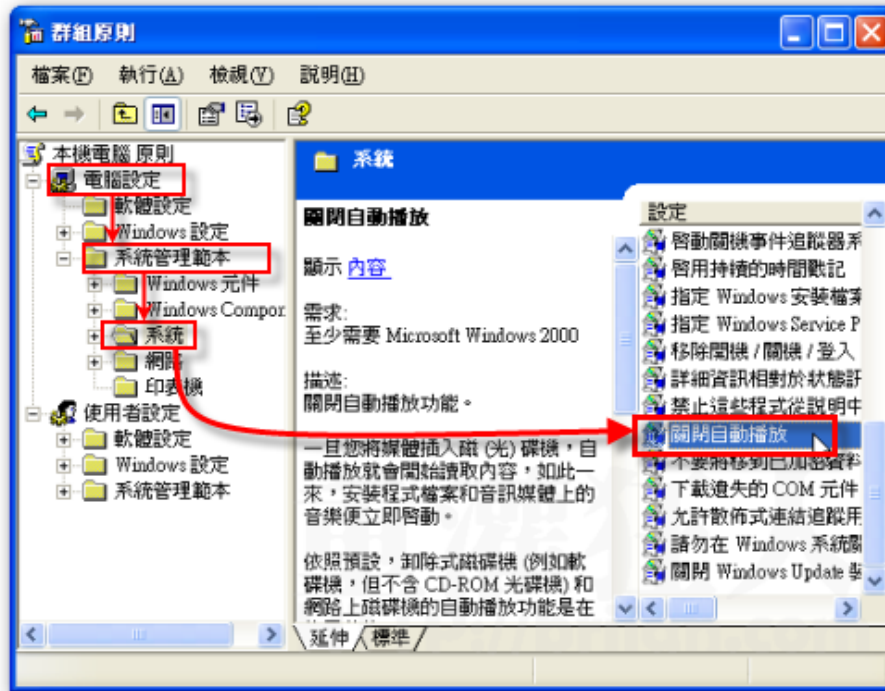 群組原則
檔案(F) 執行(A) 檢視(V) 說明(H)
本機電腦 原則
電腦設定
軟體設定
Windows 設定
系統管理範本
Windows 元件
Windows Compor
系統
網路
印表機
使用者設定
軟體設定
Windows 設定
系統管理範本
系統
關閉自動播放
顯示 內容
需求:
至少需要 Microsoft Windows 2000
描述:
關閉自動播放功能。
一旦您將媒體插入磁 (光) 碟機，自
動播放就會開始讀取內容，如此一
來，安裝程式檔案和音訊媒體上的
音樂便立即啓動。
依照預設，卸除式磁碟機 (例如軟
碟機，但不含 CD-ROM 光碟機) 和
網路上磁碟機的自動播放功能是在
設定
啓動關機事件追蹤器系
啓用持續的時間戳記
指定 Windows 安裝檔案
指定 Windows Service P
移除開機 / 關機 / 登入
詳細資訊相對於狀態訊
禁止這些程式從說明中
關閉自動播放
不要將移到已加密資料
下載遺失的 COM 元件
允許散佈式連結追蹤用
請勿在 Windows 系統關
關閉 Windows Update 裝
延伸 標準